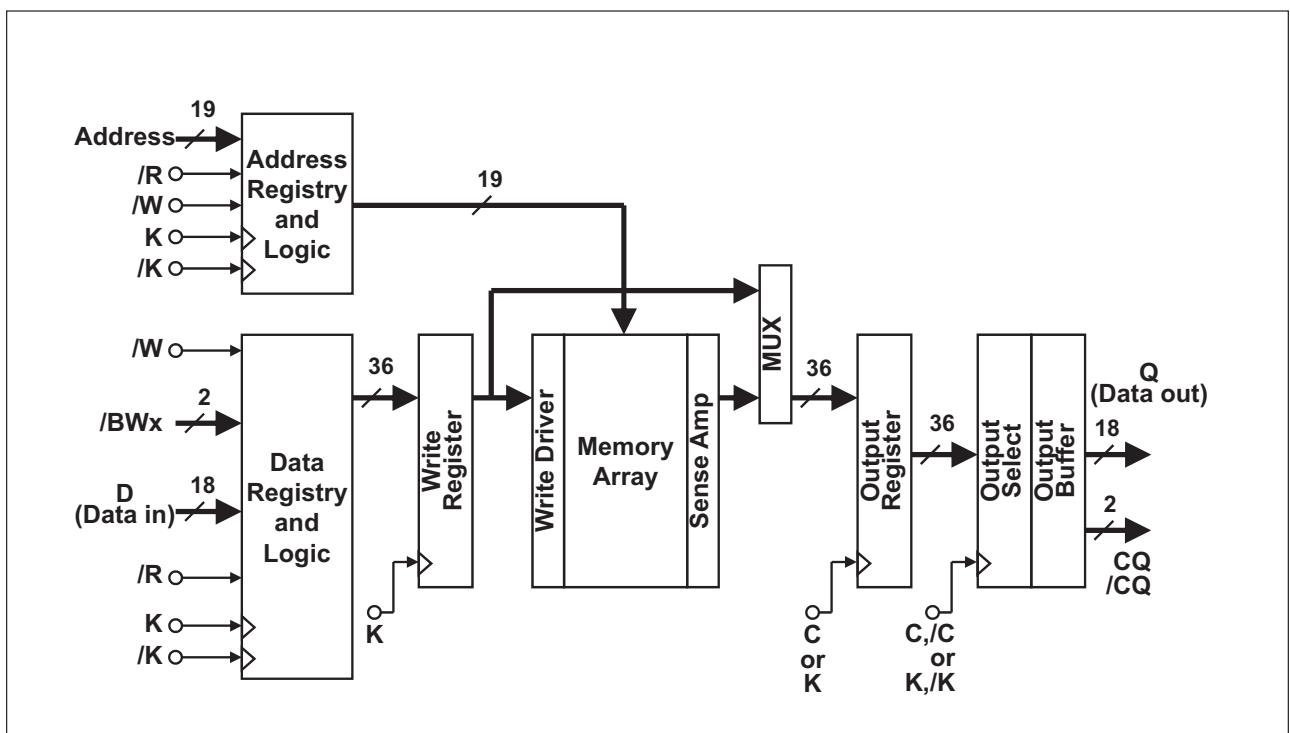 19
Address
/R
/W
K
/K
Address
Registry
and
Logic
19
/W
/BWx
2
D
(Data in)
18
/R
K
/K
Data
Registry
and
Logic
36
Write
Register
K
Write Driver
Memory
Array
Sense Amp
MUX
36
Output
Register
C
or
K
36
Output
Select
Output
Buffer
C,/C
or
K,/K
Q
(Data out)
18
2
CQ
/CQ